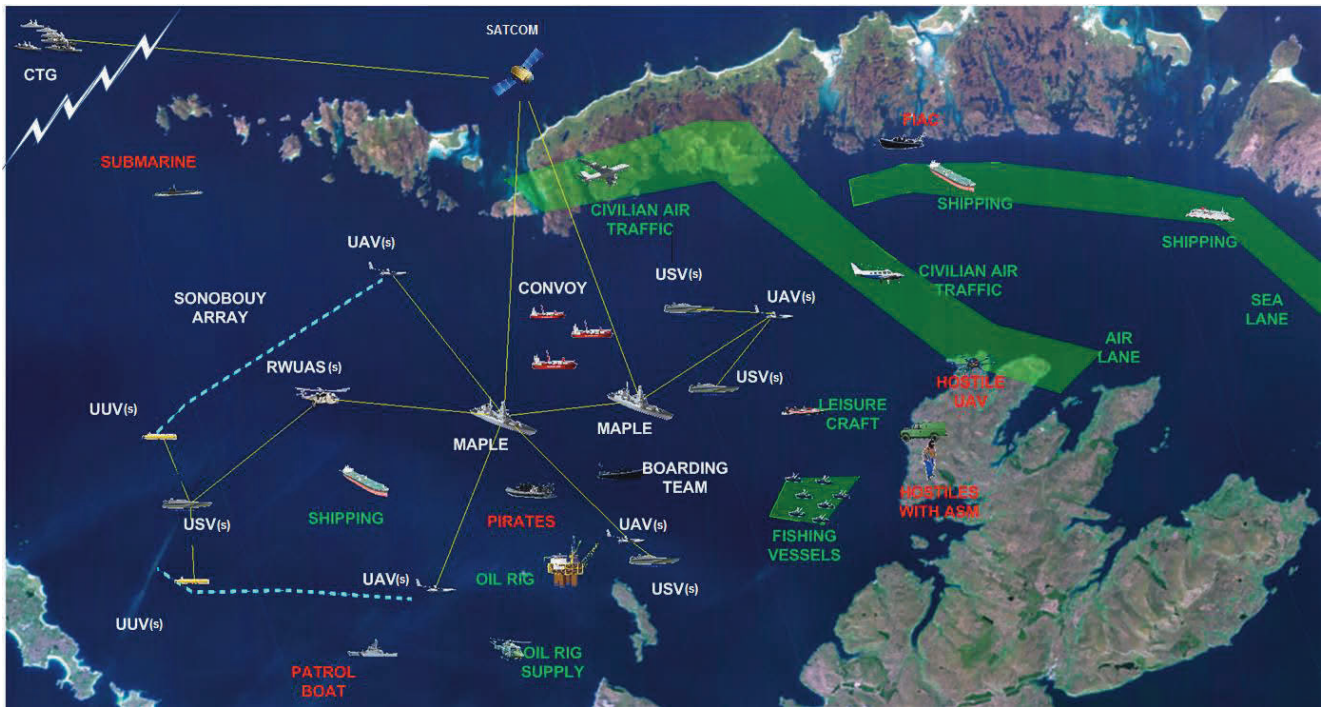 SATCOM
CTG
FIAC
SUBMARINE
SHIPPING
CIVILIAN AIR
TRAFFIC
SHIPPING
UAV(s)
USV(s)
SONOBOUY
ARRAY
CONVOY
UAV(s)
CIVILIAN AIR
TRAFFIC
SEA
LANE
AIR
LANE
RWUAS(s)
USV(s)
HOSTILE
UAV
UUV(s)
MAPLE
MAPLE
LEISURE
CRAFT
BOARDING
TEAM
HOSTILES
WITH ASM
USV(s)
SHIPPING
PIRATES
UAV(s)
FISHING
VESSELS
UAV(s)
OIL RIG
USV(s)
UUV(s)
PATROL
BOAT
OIL RIG
SUPPLY